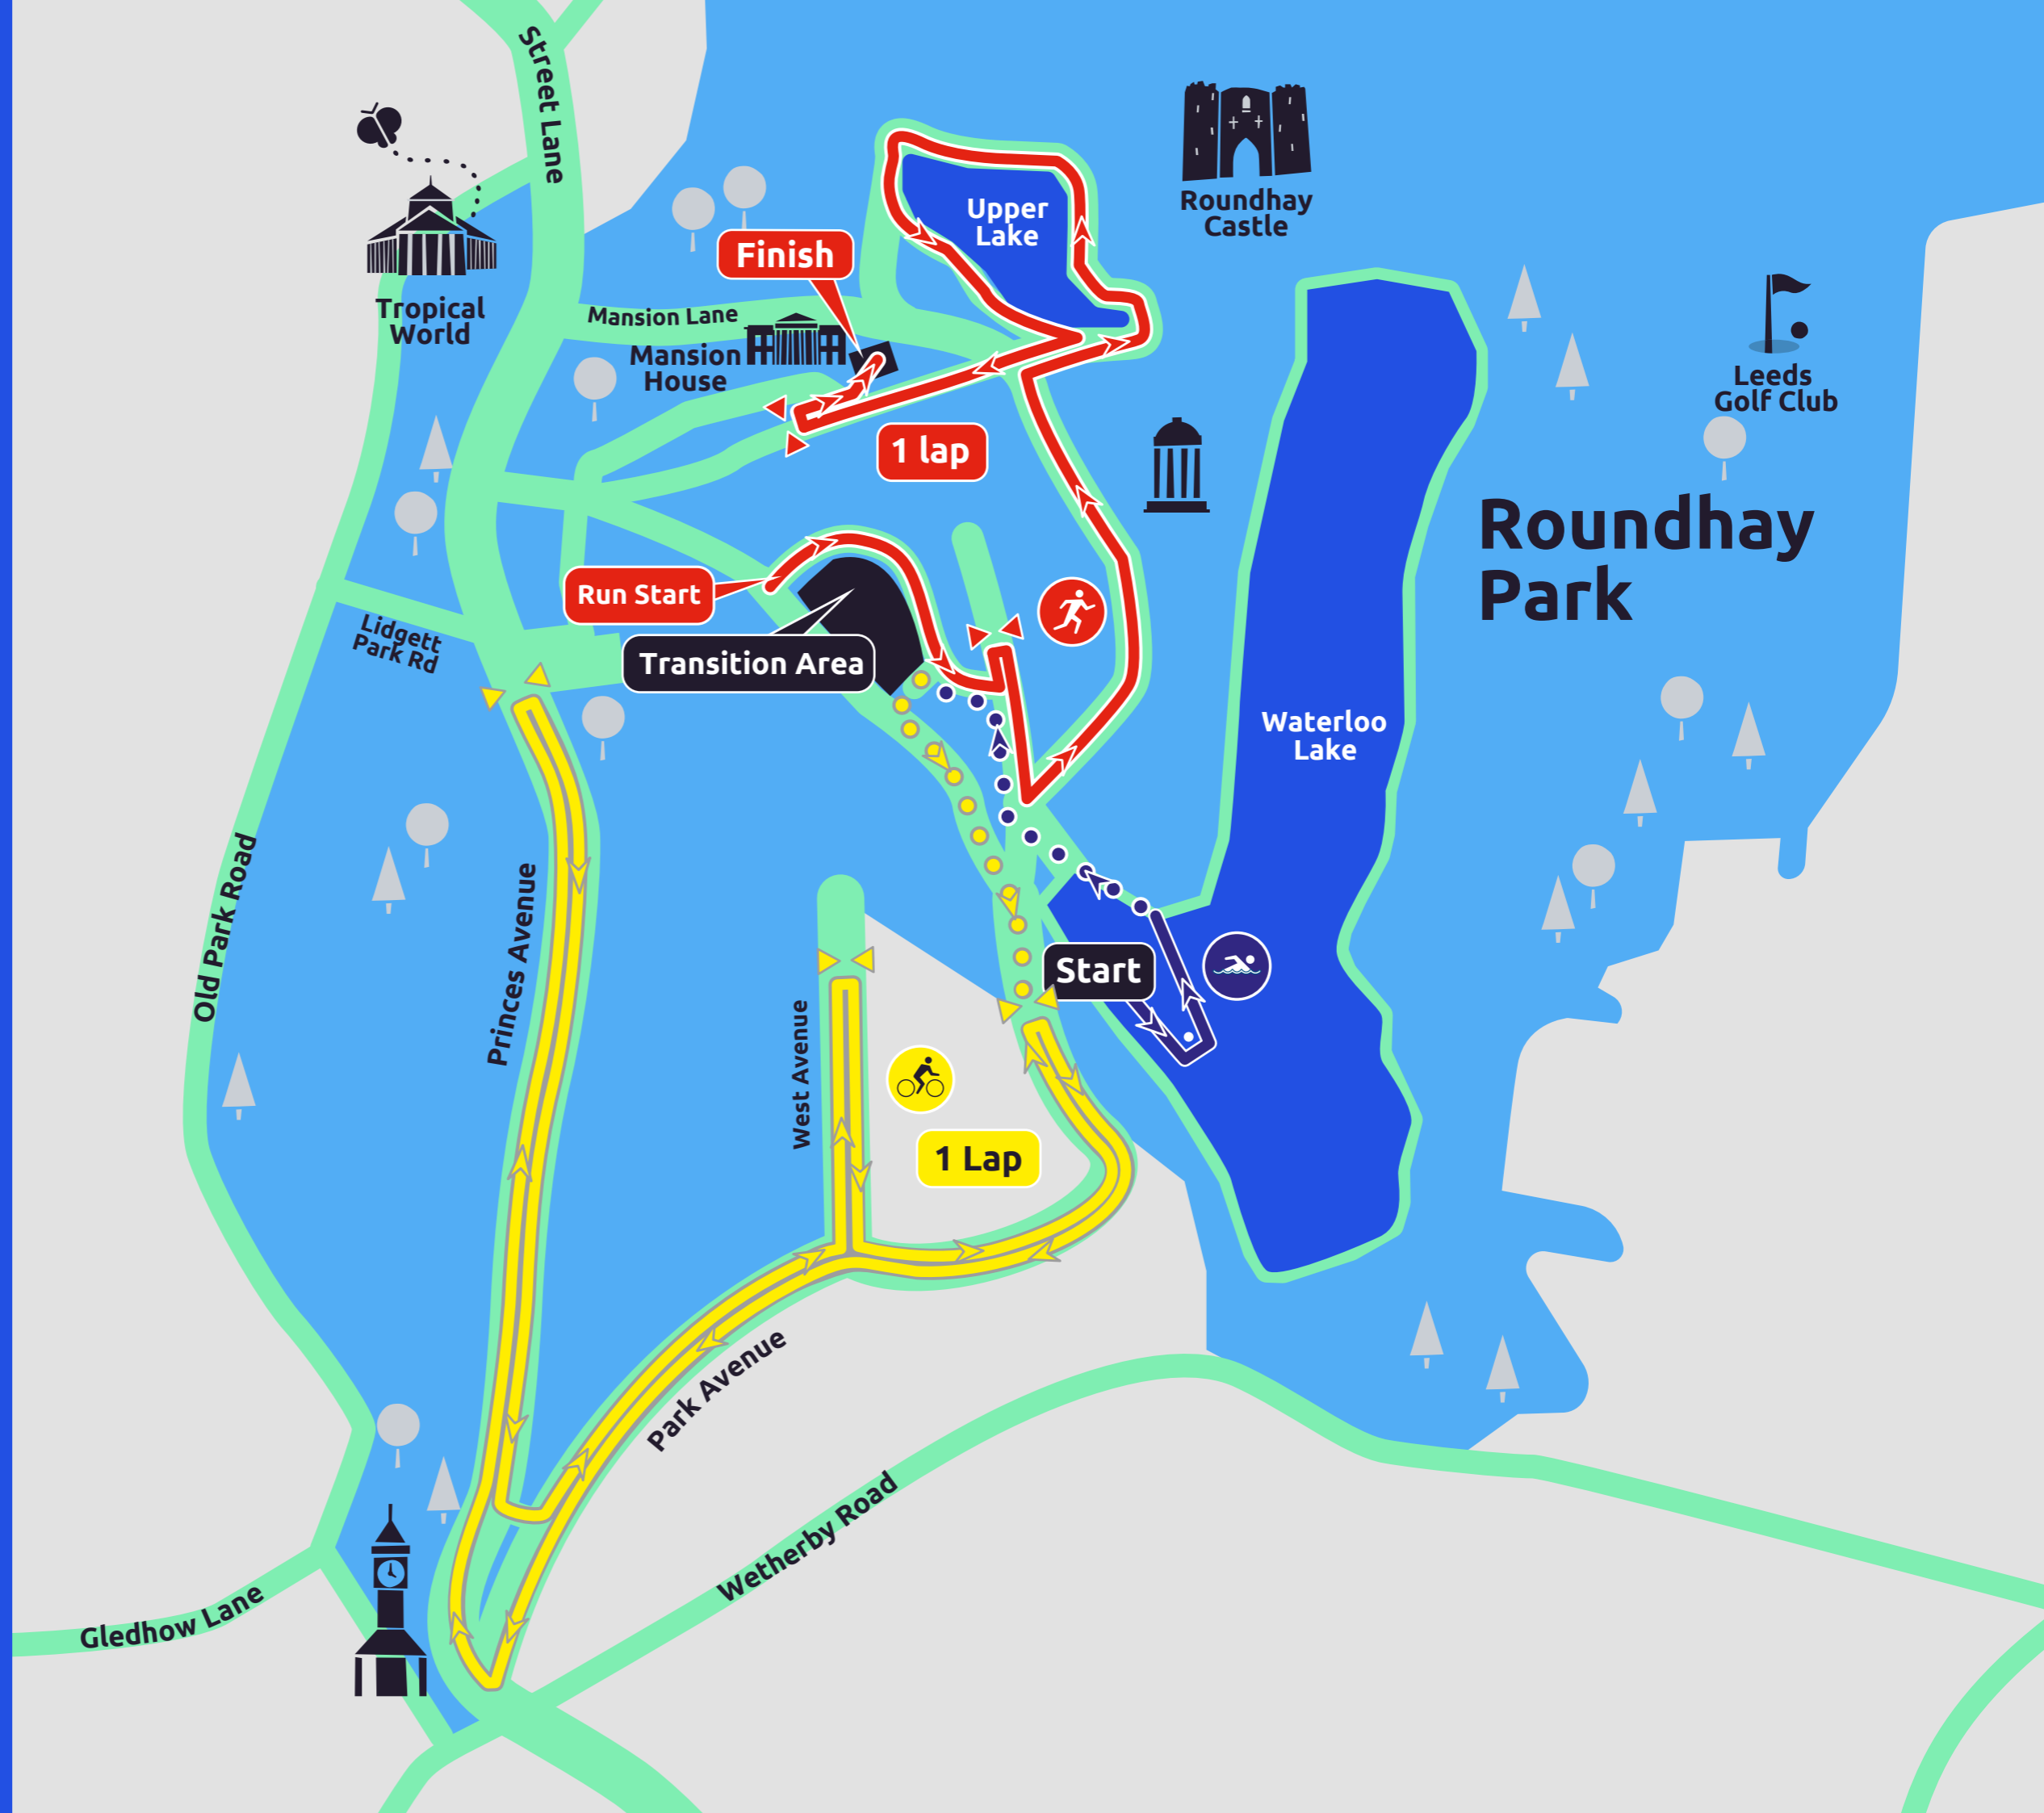 Street Lane
Roundhay
Castle
Upper
Lake
Finish
Tropical
World
Mansion Lane
Mansion
House
Leeds
Golf Club
1 lap
Roundhay
Park
Run Start
Lidgett
Park Rd
Transition Area
Waterloo
Lake
Old Park Road
Princes Avenue
Start
West Avenue
1 Lap
Park Avenue
Wetherby Road
Gledhow Lane